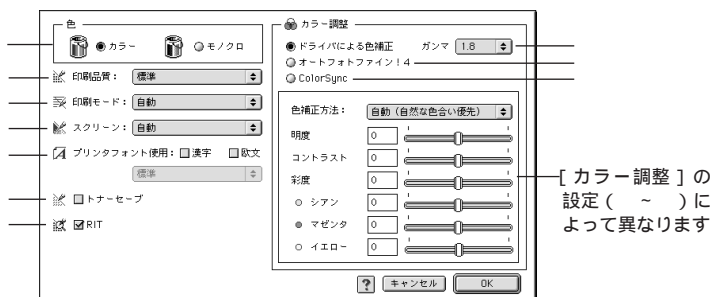 色
カラー モノクロ
印刷品質： 標準
印刷モード： 自動
スクリーン： 自動
プリンタフォント使用： 漢字 欧文
標準
トナーセーブ
RIT
カラー調整
ドライバによる色補正 ガンマ 1.8
オートフォトファイン！4
ColorSync
色補正方法： 自動（自然な色合い優先）
明度 0
コントラスト 0
彩度 0
シアン 0
マゼンタ 0
イエロー 0
? キャンセル OK
[ カラー調整 ] の
設定（ ~ ）に
よって異なります